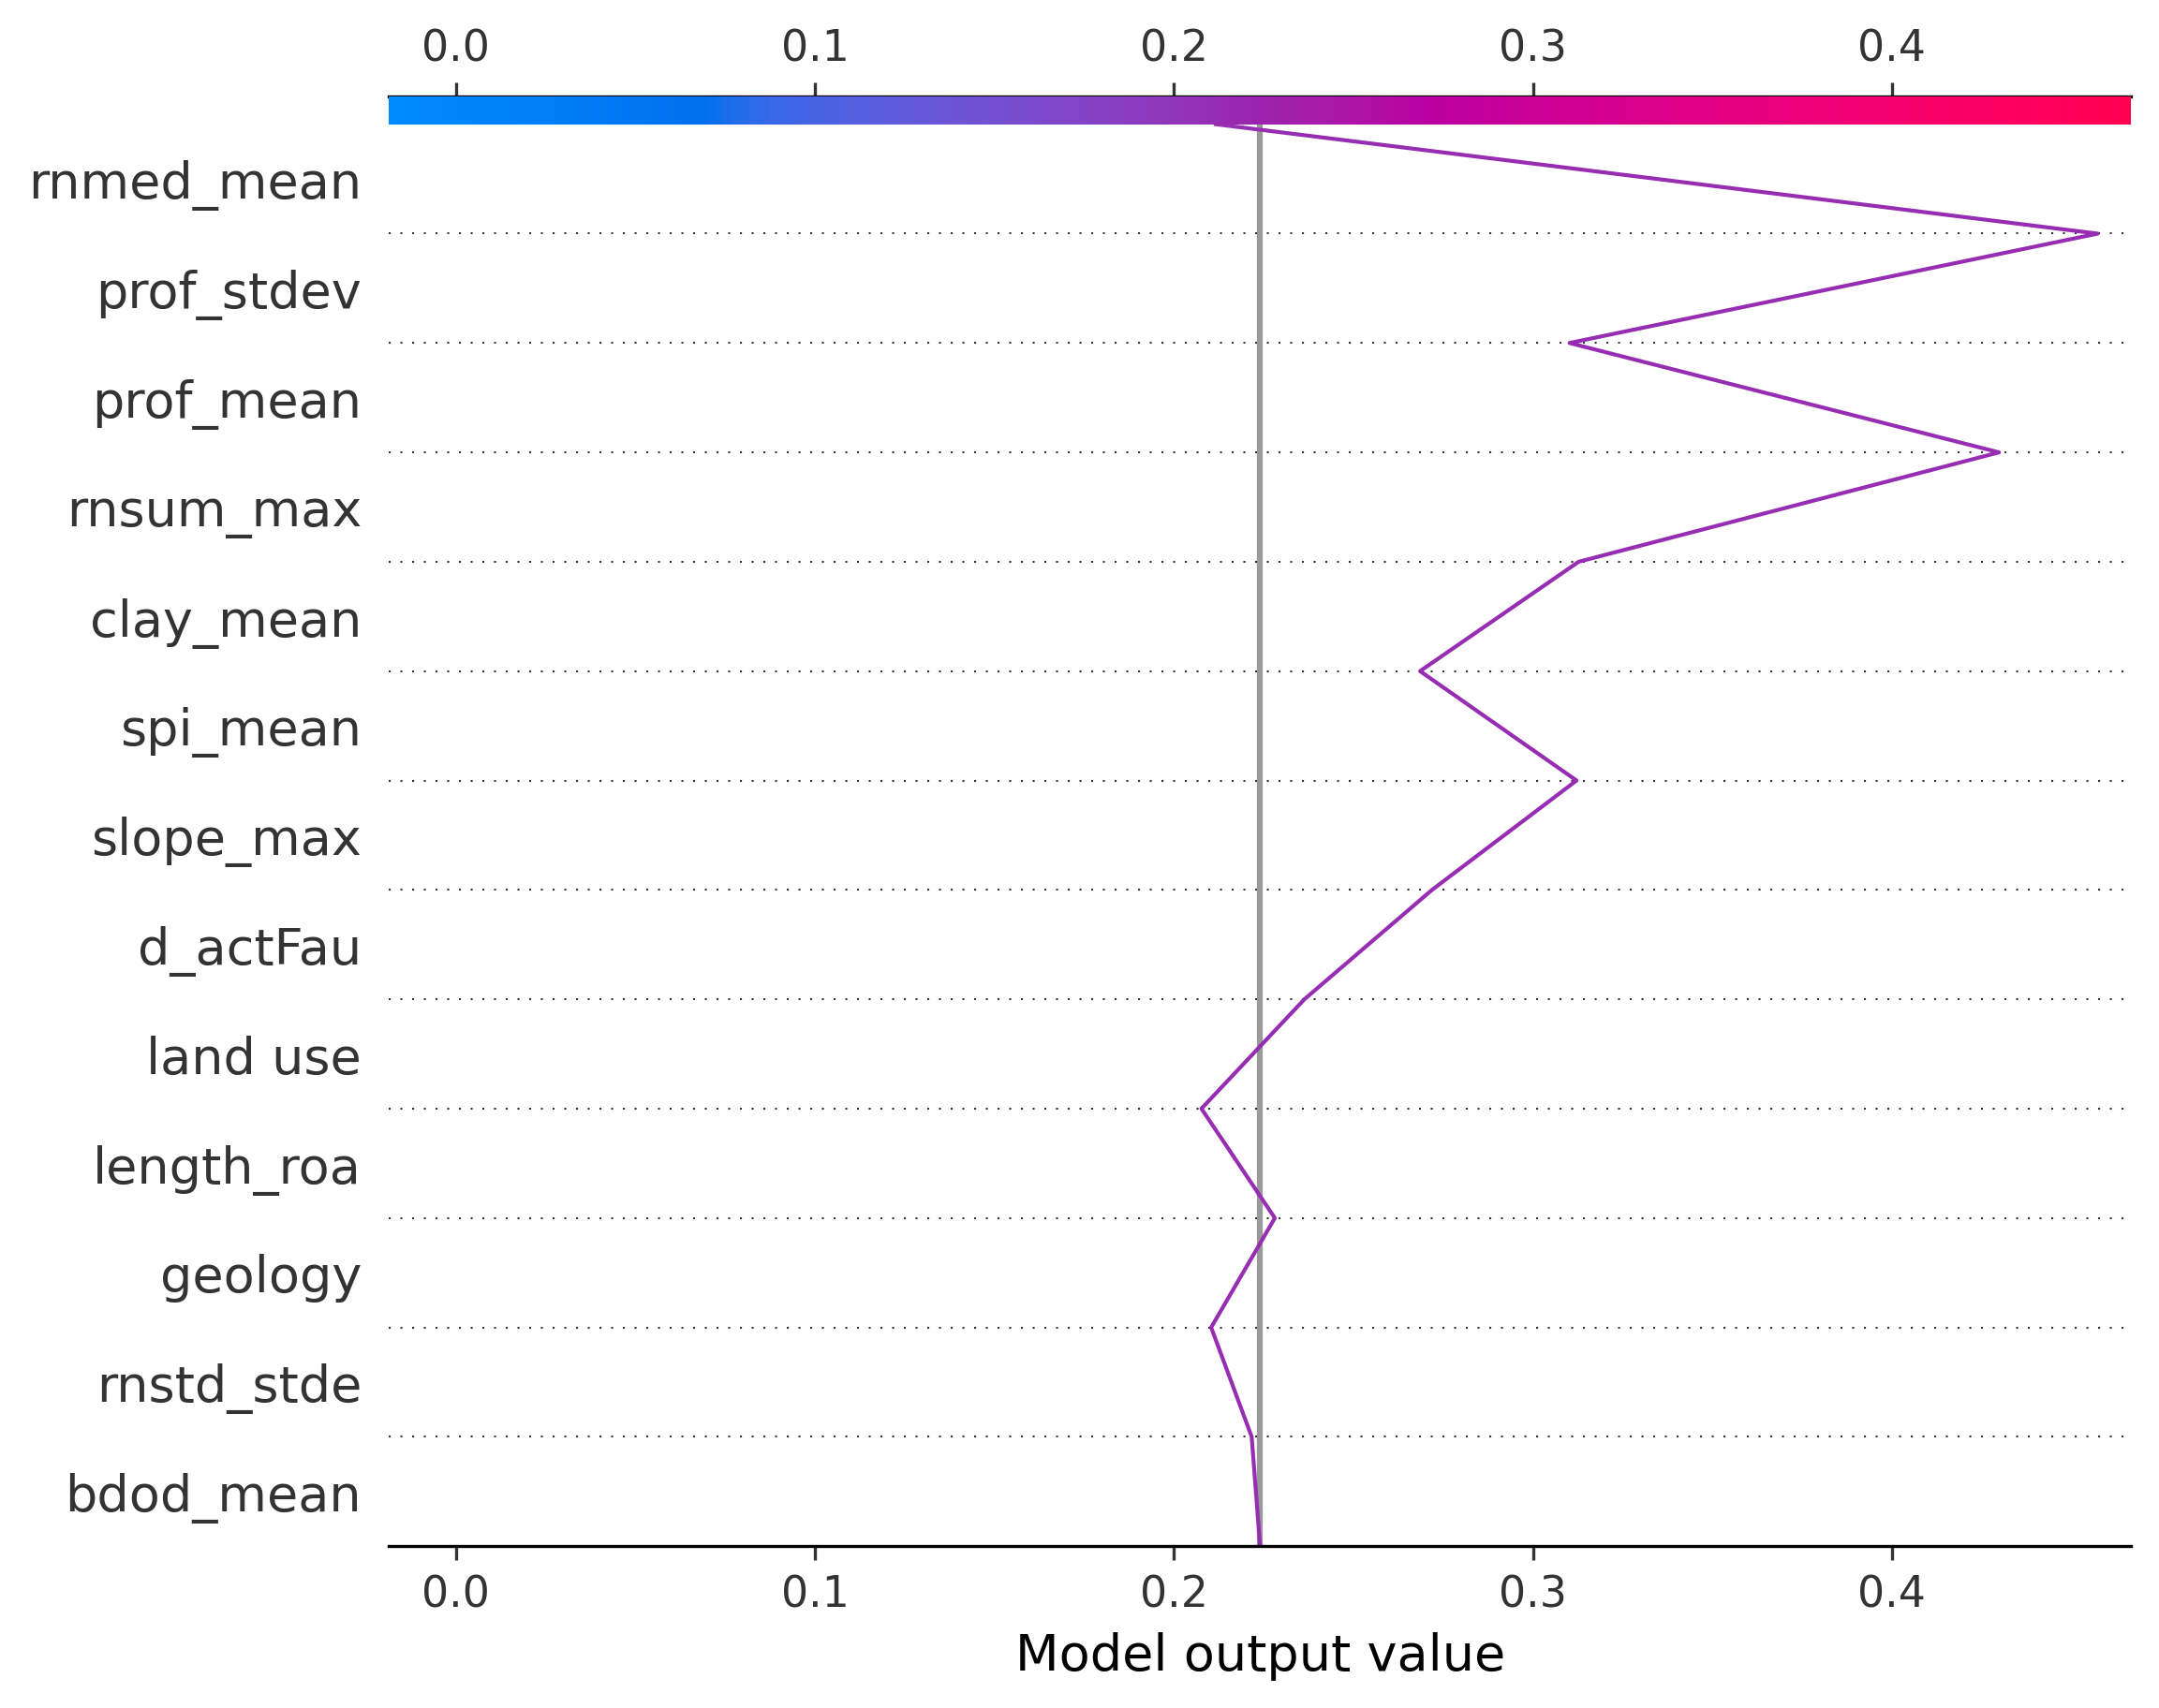 0.0 0.1 0.2 0.3 0.4
rnmed_mean
prof_stdev
prof_mean
rnsum_max
clay_mean
spi_mean
slope_max
d_actFau
land use
length_roa
geology
rnstd_stde
bdod_mean
0.0 0.1 0.2 0.3 0.4
Model output value